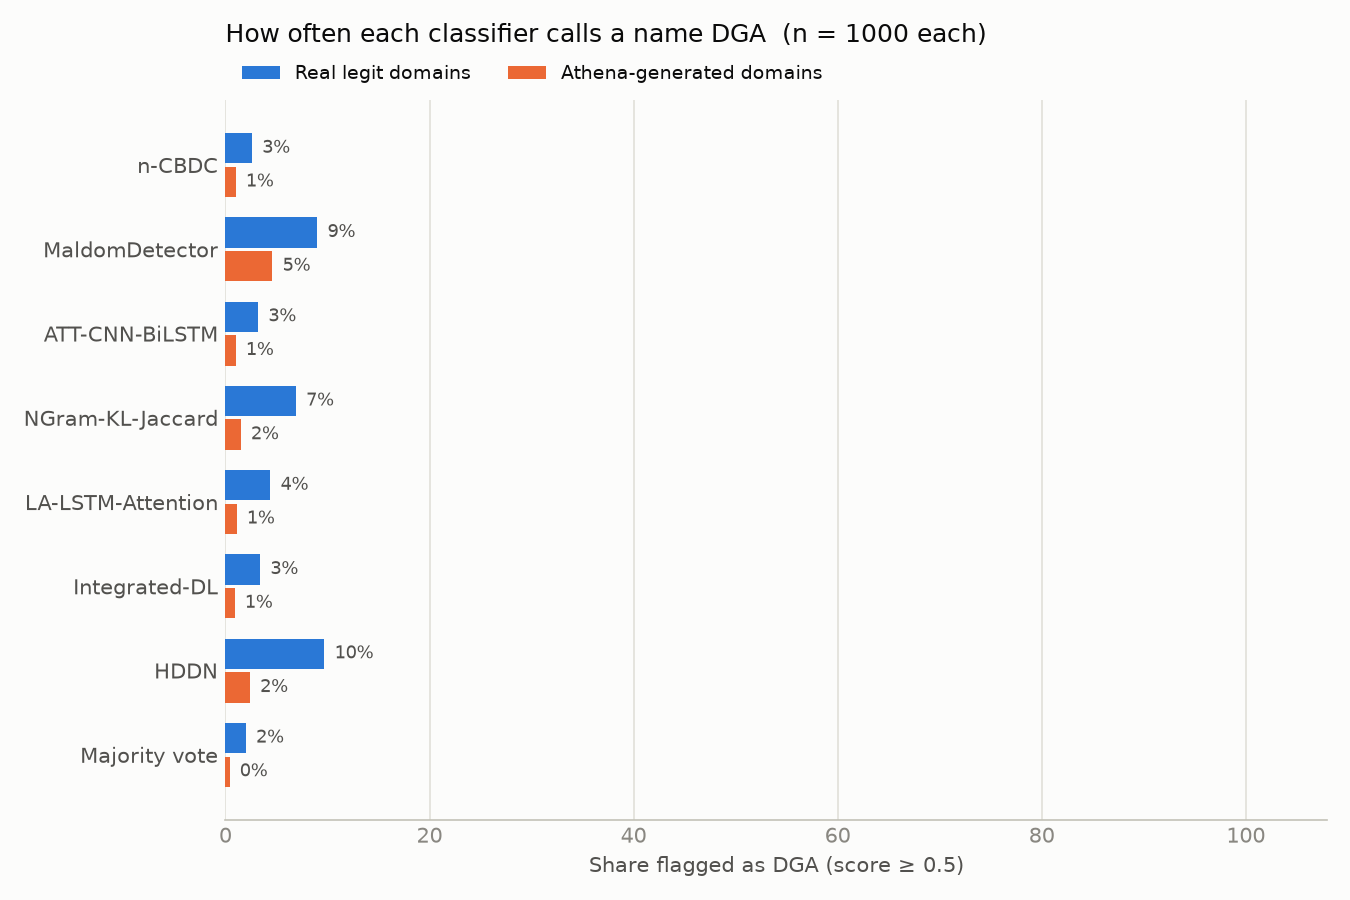 How often each classifier calls a name DGA  (n = 1000 each)
Real legit domains
Athena-generated domains
n-CBDC
3%
1%
MaldomDetector
9%
5%
ATT-CNN-BiLSTM
3%
1%
NGram-KL-Jaccard
7%
2%
LA-LSTM-Attention
4%
1%
Integrated-DL
3%
1%
HDDN
10%
2%
Majority vote
2%
0%
0 20 40 60 80 100
Share flagged as DGA (score ≥ 0.5)